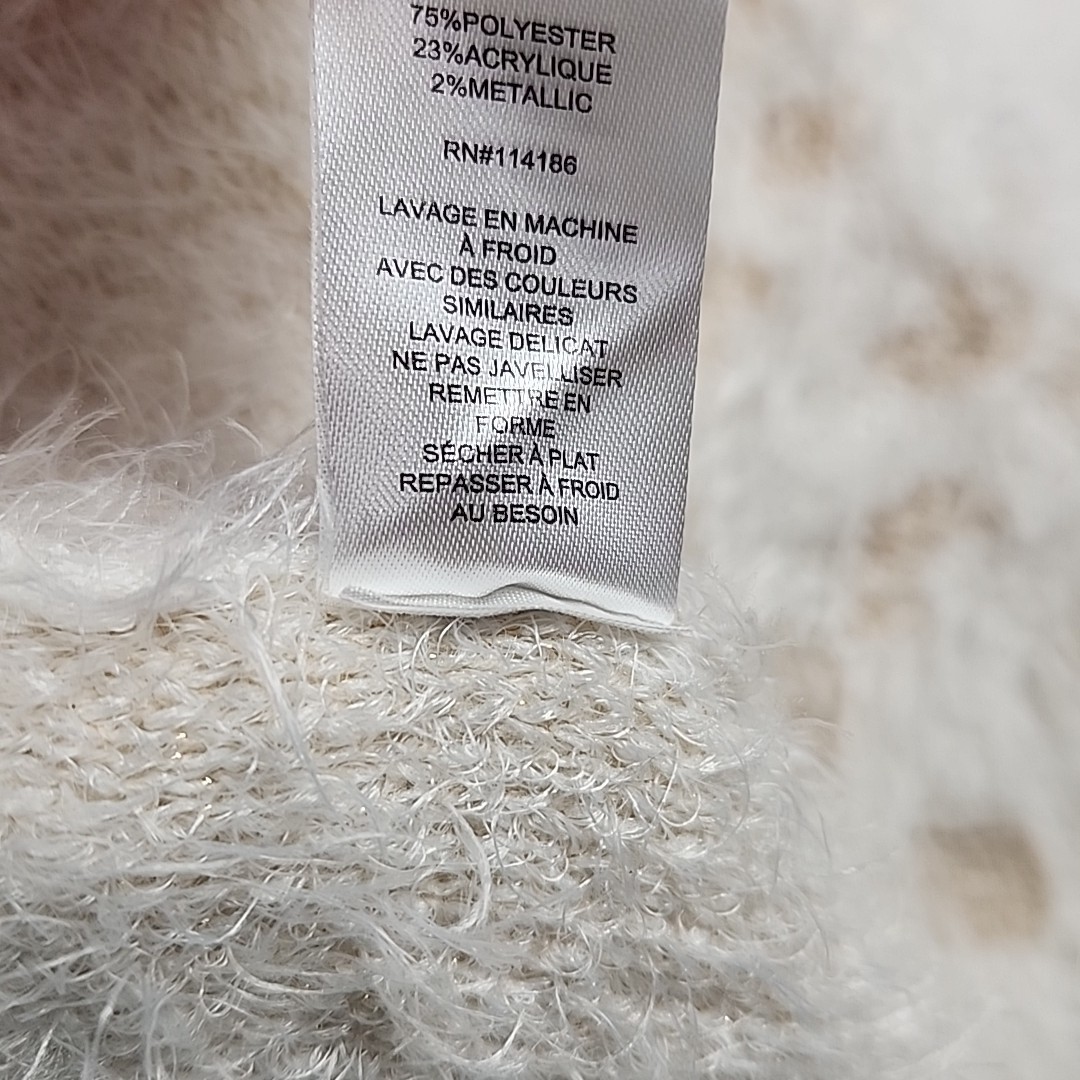 75%POLYESTER
23%ACRYLIQUE
2%METALLIC
RN#114186
LAVAGE EN MACHINE
À FROID
AVEC DES COULEURS
SIMILAIRES
LAVAGE DELICAT
NE PAS JAVELLISER
REMETTRE EN
FORME
SÉCHER À PLAT
REPASSER À FROID
AU BESOIN